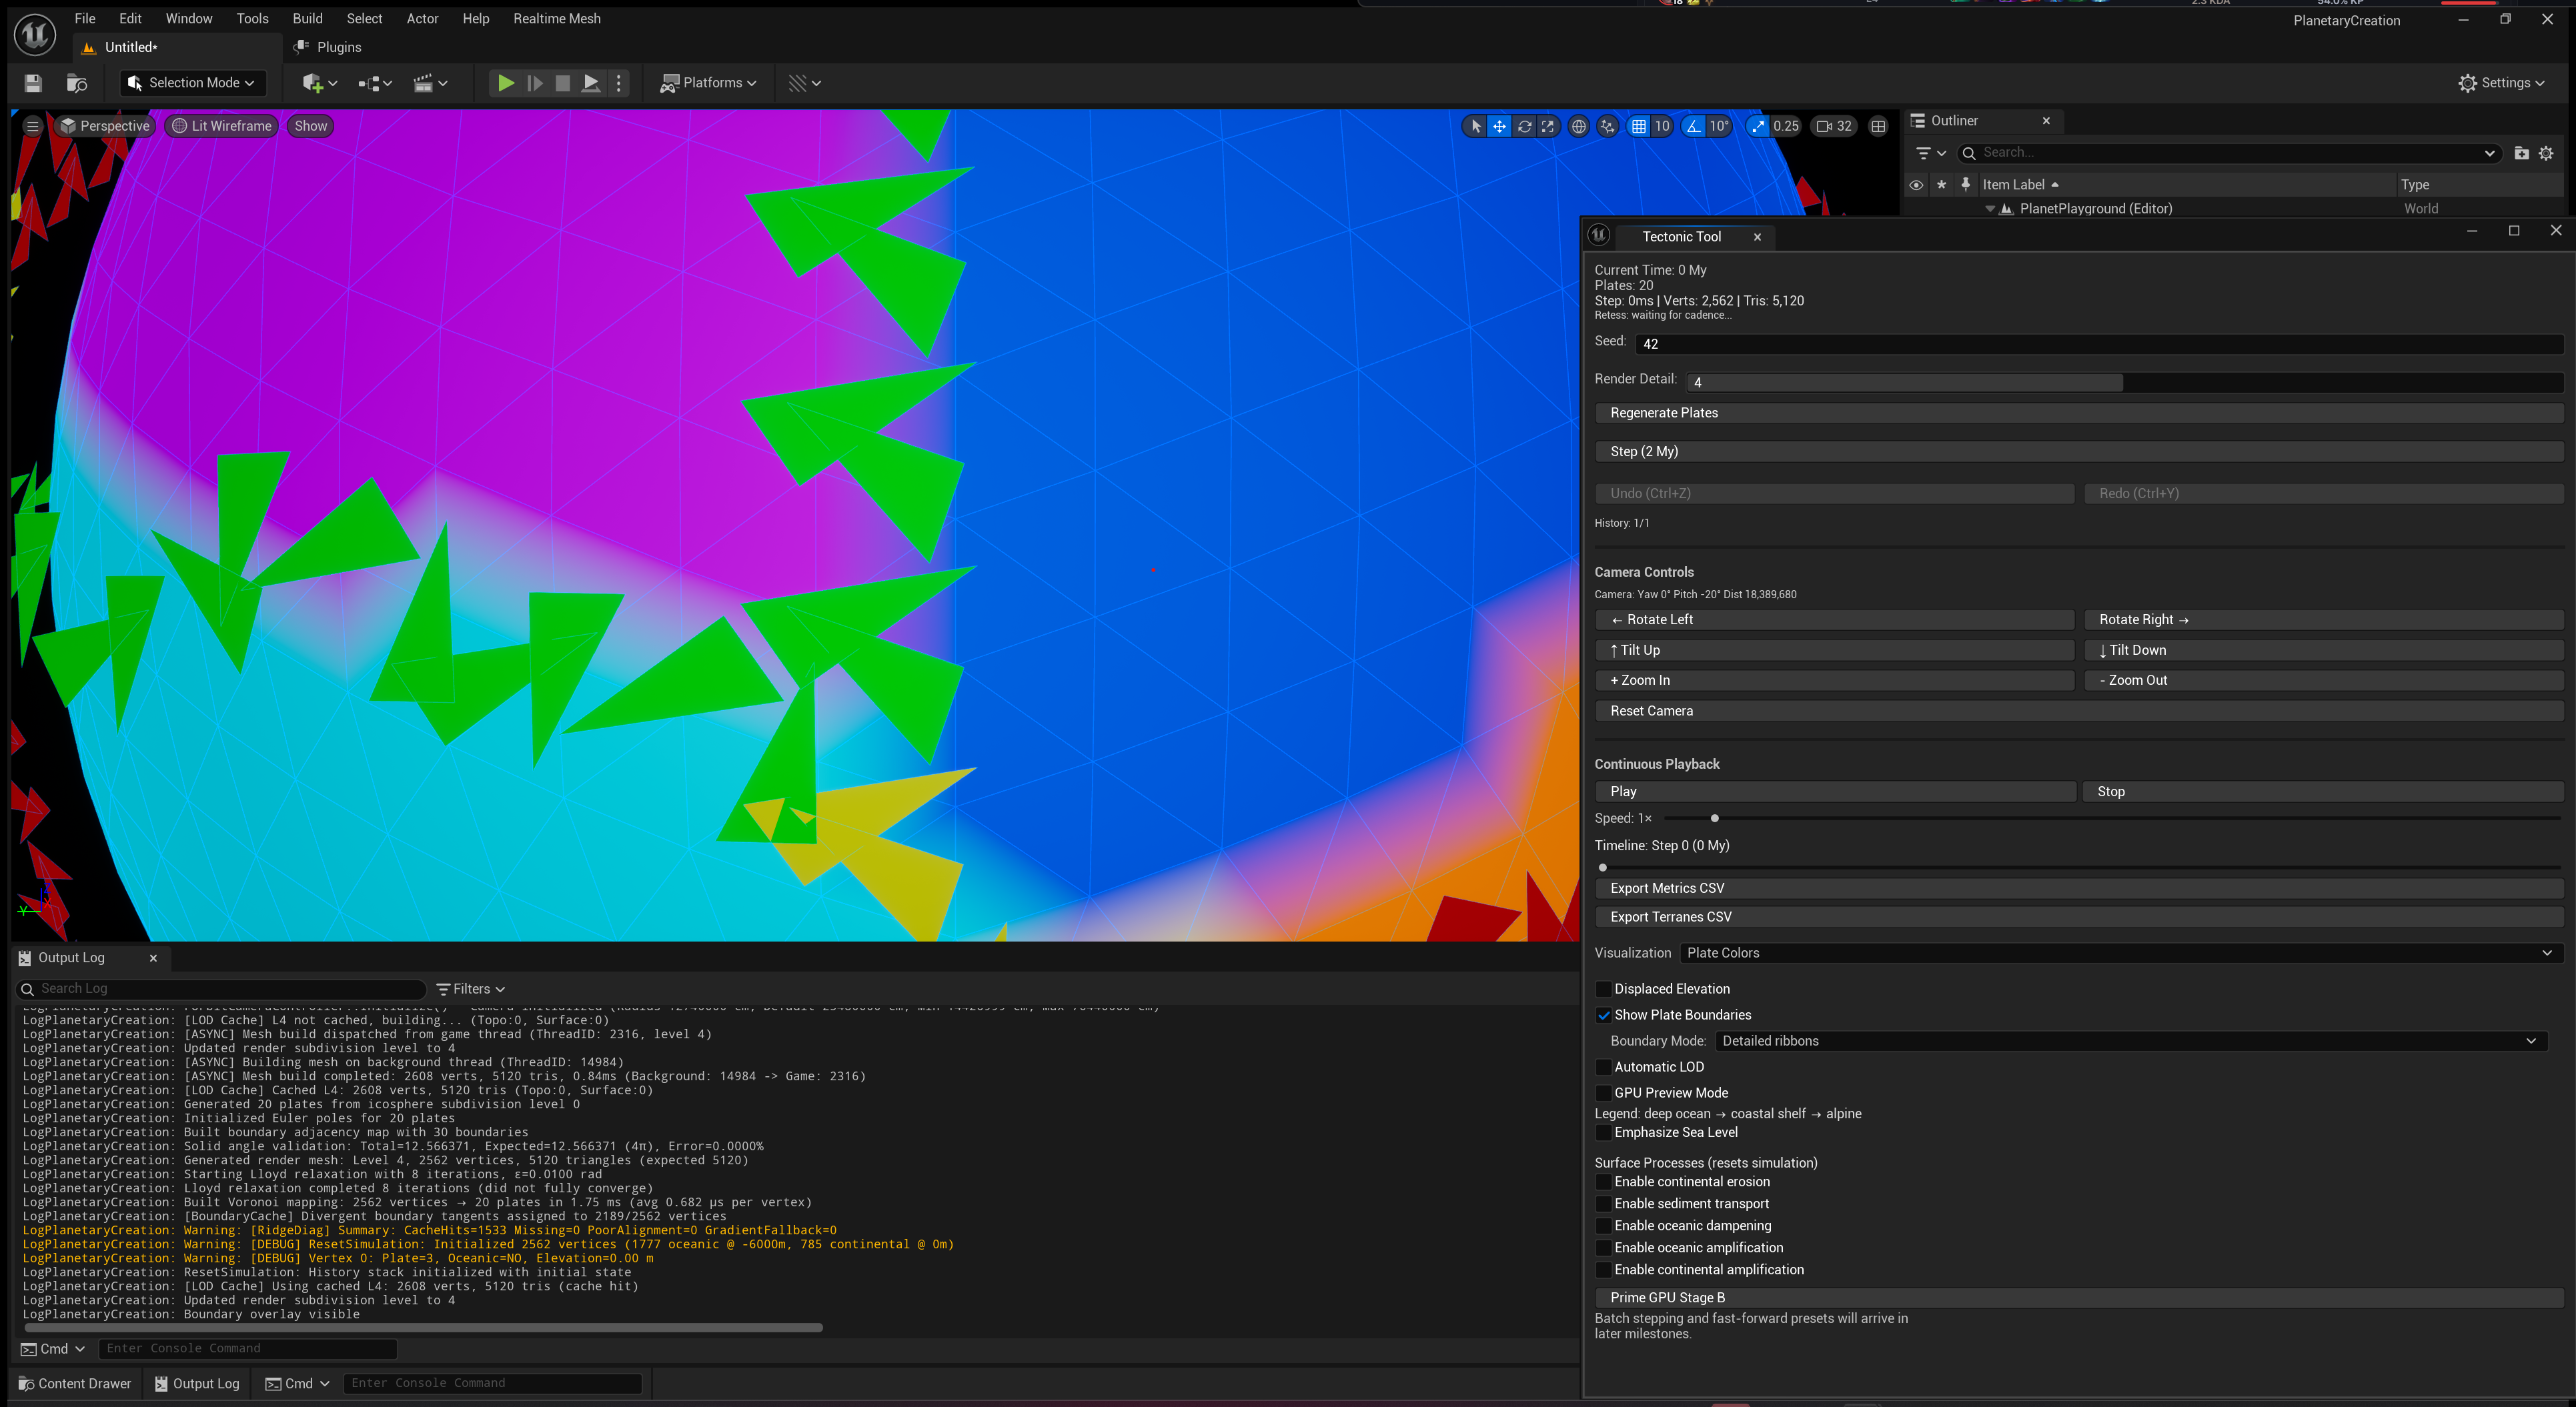 File Edit Window Tools Build Select Actor Help Realtime Mesh
PlanetaryCreation
Untitled*
Plugins
Selection Mode
Platforms
Settings
Perspective
Lit Wireframe
Show
10
10°
0.25
32
Outliner
Search...
Item Label
Type
PlanetPlayground (Editor)
World
Tectonic Tool
Current Time: 0 My
Plates: 20
Step: 0ms | Verts: 2,562 | Tris: 5,120
Retess: waiting for cadence...
Seed: 42
Render Detail: 4
Regenerate Plates
Step (2 My)
Undo (Ctrl+Z)
Redo (Ctrl+Y)
History: 1/1
Camera Controls
Camera: Yaw 0° Pitch -20° Dist 18,389,680
← Rotate Left
Rotate Right →
↑ Tilt Up
↓ Tilt Down
+ Zoom In
- Zoom Out
Reset Camera
Continuous Playback
Play
Stop
Speed: 1×
Timeline: Step 0 (0 My)
Export Metrics CSV
Export Terranes CSV
Visualization Plate Colors
Displaced Elevation
Show Plate Boundaries
Boundary Mode: Detailed ribbons
Automatic LOD
GPU Preview Mode
Legend: deep ocean → coastal shelf → alpine
Emphasize Sea Level
Surface Processes (resets simulation)
Enable continental erosion
Enable sediment transport
Enable oceanic dampening
Enable oceanic amplification
Enable continental amplification
Prime GPU Stage B
Batch stepping and fast-forward presets will arrive in
later milestones.
Output Log
Search Log
Filters
LogPlanetaryCreation: [LOD Cache] L4 not cached, building... (Topo:0, Surface:0)
LogPlanetaryCreation: [ASYNC] Mesh build dispatched from game thread (ThreadID: 2316, level 4)
LogPlanetaryCreation: Updated render subdivision level to 4
LogPlanetaryCreation: [ASYNC] Building mesh on background thread (ThreadID: 14984)
LogPlanetaryCreation: [ASYNC] Mesh build completed: 2608 verts, 5120 tris, 0.84ms (Background: 14984 -> Game: 2316)
LogPlanetaryCreation: [LOD Cache] Cached L4: 2608 verts, 5120 tris (Topo:0, Surface:0)
LogPlanetaryCreation: Generated 20 plates from icosphere subdivision level 0
LogPlanetaryCreation: Initialized Euler poles for 20 plates
LogPlanetaryCreation: Built boundary adjacency map with 30 boundaries
LogPlanetaryCreation: Solid angle validation: Total=12.566371, Expected=12.566371 (4π), Error=0.0000%
LogPlanetaryCreation: Generated render mesh: Level 4, 2562 vertices, 5120 triangles (expected 5120)
LogPlanetaryCreation: Starting Lloyd relaxation with 8 iterations, ε=0.0100 rad
LogPlanetaryCreation: Lloyd relaxation completed 8 iterations (did not fully converge)
LogPlanetaryCreation: Built Voronoi mapping: 2562 vertices → 20 plates in 1.75 ms (avg 0.682 μs per vertex)
LogPlanetaryCreation: [BoundaryCache] Divergent boundary tangents assigned to 2189/2562 vertices
LogPlanetaryCreation: Warning: [RidgeDiag] Summary: CacheHits=1533 Missing=0 PoorAlignment=0 GradientFallback=0
LogPlanetaryCreation: Warning: [DEBUG] ResetSimulation: Initialized 2562 vertices (1777 oceanic @ -6000m, 785 continental @ 0m)
LogPlanetaryCreation: Warning: [DEBUG] Vertex 0: Plate=3, Oceanic=NO, Elevation=0.00 m
LogPlanetaryCreation: ResetSimulation: History stack initialized with initial state
LogPlanetaryCreation: [LOD Cache] Using cached L4: 2608 verts, 5120 tris (cache hit)
LogPlanetaryCreation: Updated render subdivision level to 4
LogPlanetaryCreation: Boundary overlay visible
Cmd
Enter Console Command
Content Drawer
Output Log
Cmd
Enter Console Command